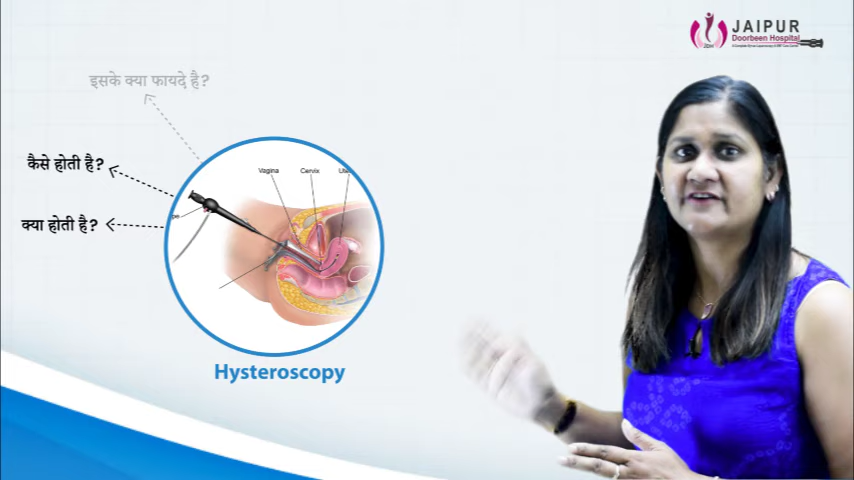 JAIPUR
Doorbeen Hospital
इसके क्या फायदे है?
कैसे होती है?
क्या होती है?
Vagina Cervix
Hysteroscopy